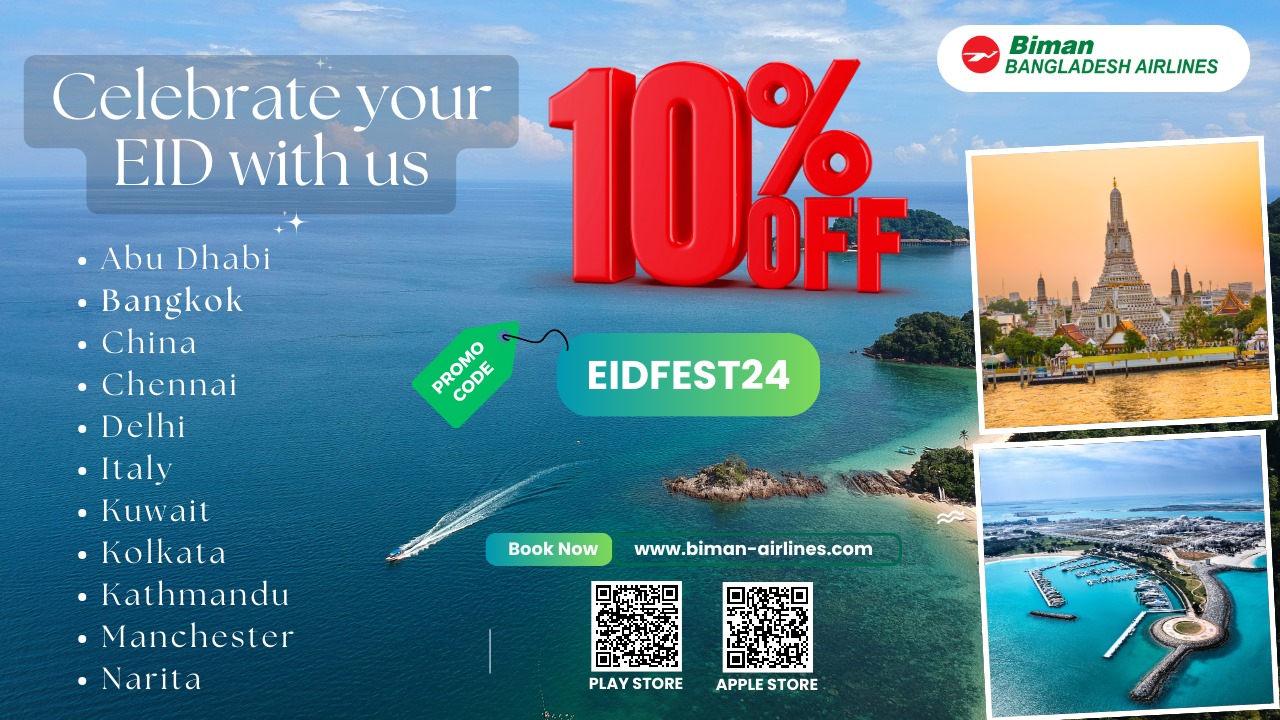 Celebrate your
EID with us
• Abu Dhabi
• Bangkok
• China
• Chennai
• Delhi
• Italy
• Kuwait
• Kolkata
• Kathmandu
• Manchester
• Narita
10%
OFF
PROMO
CODE
EIDFEST24
Book Now
www.biman-airlines.com
PLAY STORE
APPLE STORE
Biman
BANGLADESH AIRLINES